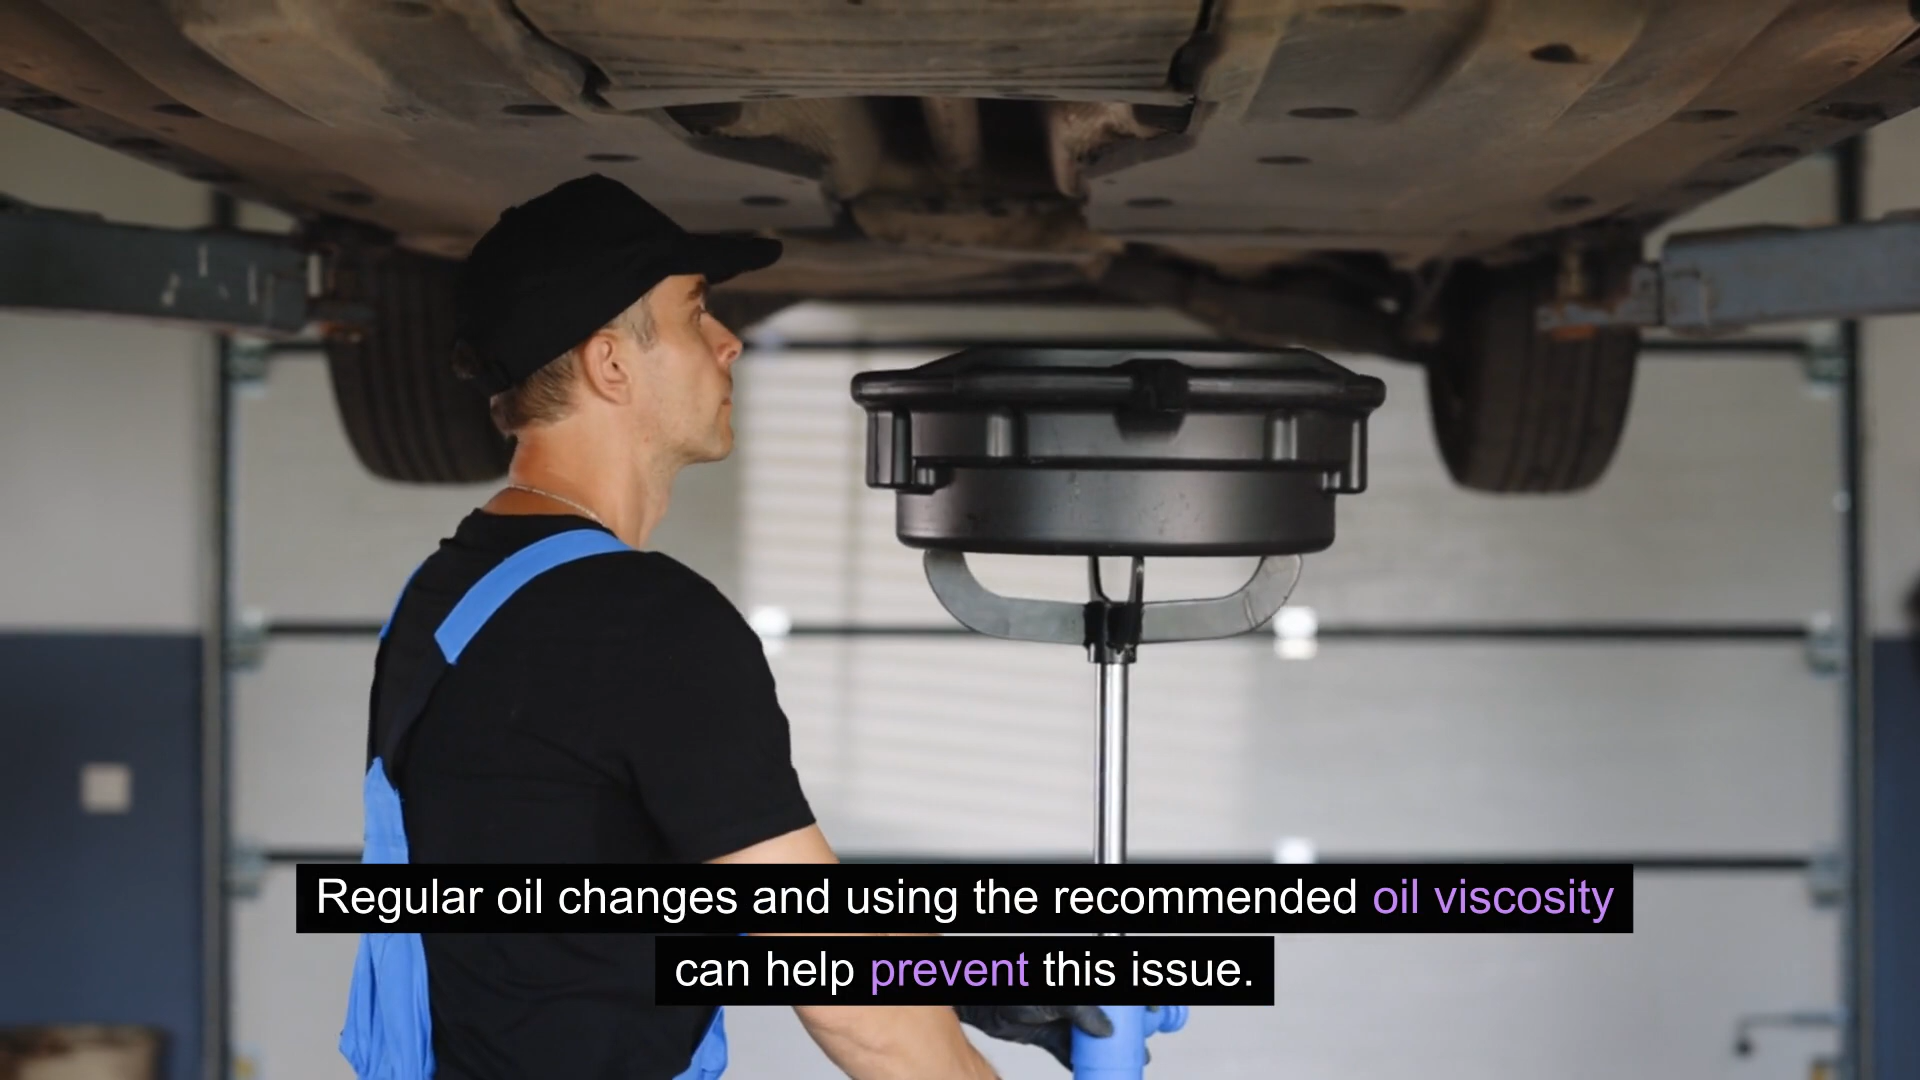 Regular oil changes and using the recommended oil viscosity
can help prevent this issue.